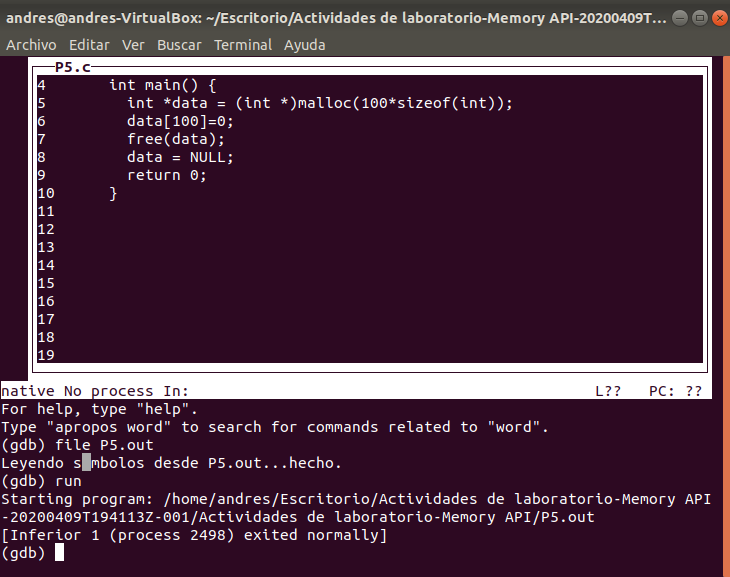 andres@andres-VirtualBox: ~/Escritorio/Actividades de laboratorio-Memory API-20200409T...
Archivo Editar Ver Buscar Terminal Ayuda
P5.c
4 int main() {
5 int *data = (int *)malloc(100*sizeof(int));
6 data[100]=0;
7 free(data);
8 data = NULL;
9 return 0;
10 }
11
12
13
14
15
16
17
18
19
native No process In: L?? PC: ??
For help, type "help".
Type "apropos word" to search for commands related to "word".
(gdb) file P5.out
Leyendo s mbolos desde P5.out...hecho.
(gdb) run
Starting program: /home/andres/Escritorio/Actividades de laboratorio-Memory API
-20200409T194113Z-001/Actividades de laboratorio-Memory API/P5.out
[Inferior 1 (process 2498) exited normally]
(gdb)